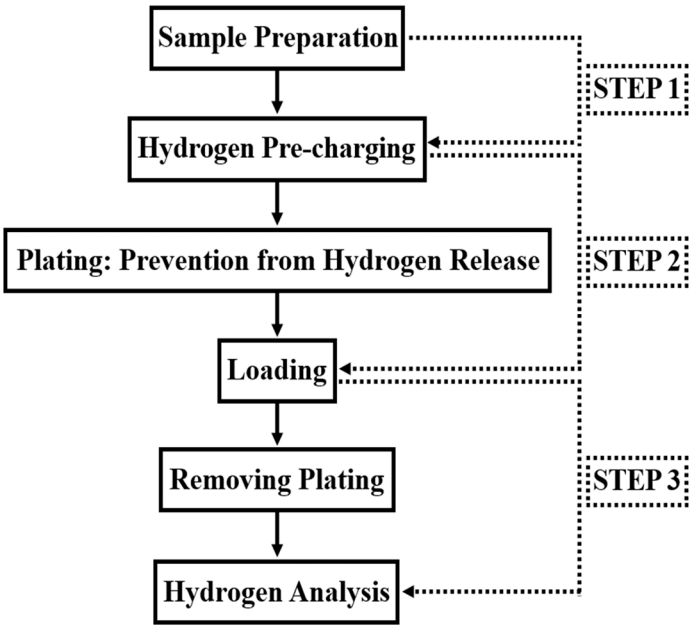 Sample Preparation
STEP 1
Hydrogen Pre-charging
Plating: Prevention from Hydrogen Release
STEP 2
Loading
Removing Plating
STEP 3
Hydrogen Analysis